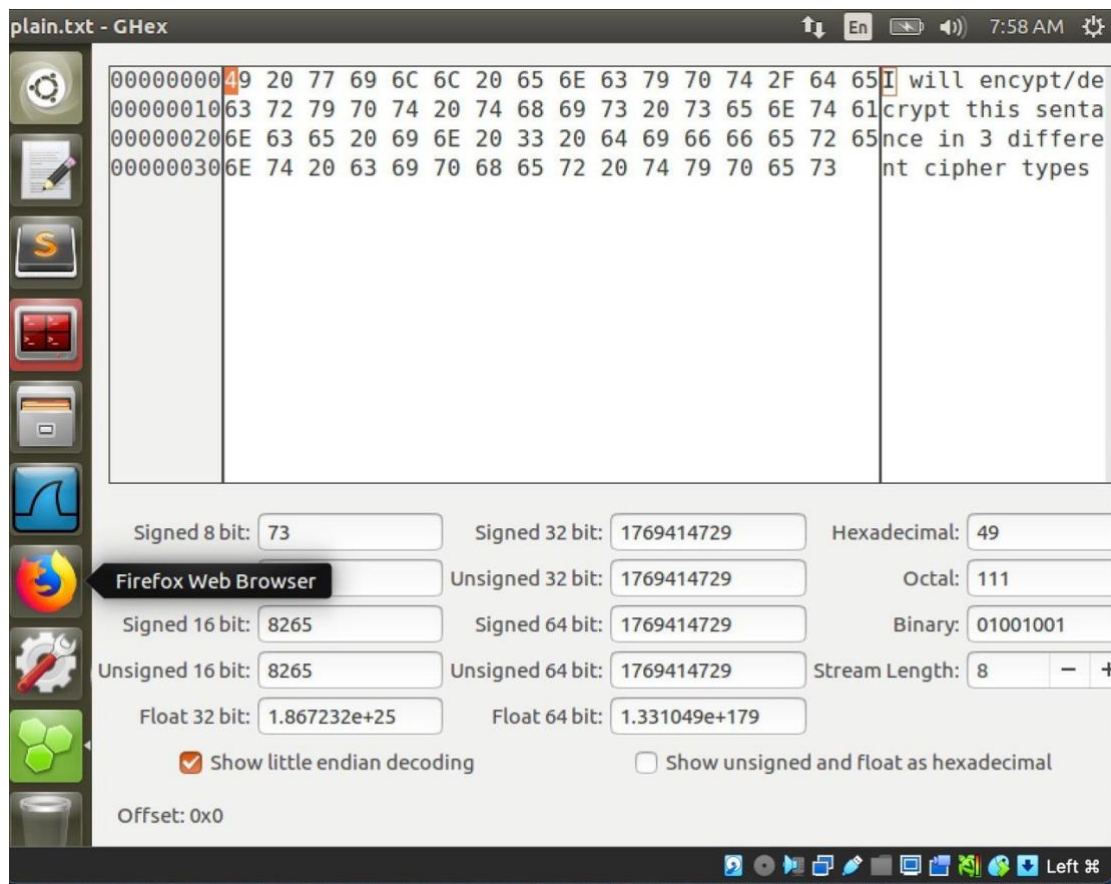 plain.txt - GHex En 7:58 AM
00000000 49 20 77 69 6C 6C 20 65 6E 63 79 70 74 2F 64 65 I will encypt/de
00000010 63 72 79 70 74 20 74 68 69 73 20 73 65 6E 74 61 crypt this senta
00000020 6E 63 65 20 69 6E 20 33 20 64 69 66 66 65 72 65 nce in 3 differe
00000030 6E 74 20 63 69 70 68 65 72 20 74 79 70 65 73 nt cipher types
Signed 8 bit: 73 Signed 32 bit: 1769414729 Hexadecimal: 49
Firefox Web Browser Unsigned 32 bit: 1769414729 Octal: 111
Signed 16 bit: 8265 Signed 64 bit: 1769414729 Binary: 01001001
Unsigned 16 bit: 8265 Unsigned 64 bit: 1769414729 Stream Length: 8 - +
Float 32 bit: 1.867232e+25 Float 64 bit: 1.331049e+179
Show little endian decoding Show unsigned and float as hexadecimal
Offset: 0x0
Left ⌘